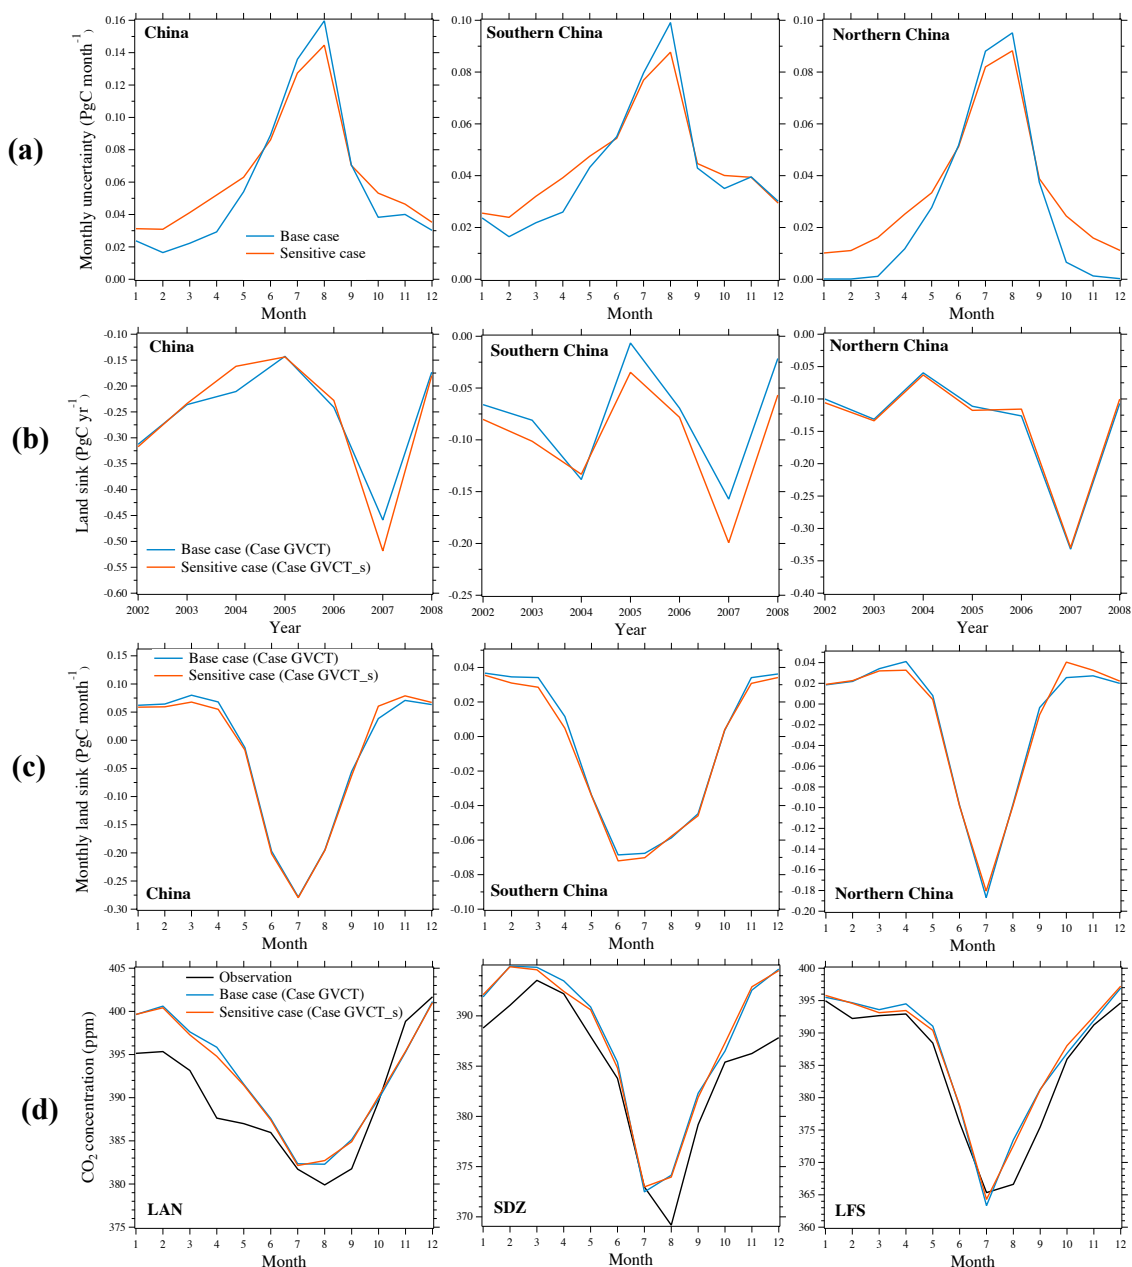 (a)
Monthly uncertainty (PgC month⁻¹)
China
Southern China
Northern China
0.16
0.14
0.12
0.10
0.08
0.06
0.04
0.02
0.00
Base case
Sensitive case
0.10
0.08
0.06
0.04
0.02
0.00
0.10
0.08
0.06
0.04
0.02
0.00
1 2 3 4 5 6 7 8 9 10 11 12
1 2 3 4 5 6 7 8 9 10 11 12
1 2 3 4 5 6 7 8 9 10 11 12
Month
Month
Month
(b)
Land sink (PgC yr⁻¹)
China
Southern China
Northern China
-0.10
-0.15
-0.20
-0.25
-0.30
-0.35
-0.40
-0.45
-0.50
-0.55
-0.60
Base case (Case GVCT)
Sensitive case (Case GVCT_s)
-0.00
-0.05
-0.10
-0.15
-0.20
-0.25
-0.00
-0.05
-0.10
-0.15
-0.20
-0.25
-0.30
-0.35
-0.40
2002 2003 2004 2005 2006 2007 2008
2002 2003 2004 2005 2006 2007 2008
2002 2003 2004 2005 2006 2007 2008
Year
Year
Year
(c)
Monthly land sink (PgC month⁻¹)
0.15
0.10
0.05
0.00
-0.05
-0.10
-0.15
-0.20
-0.25
-0.30
Base case (Case GVCT)
Sensitive case (Case GVCT_s)
China
0.04
0.02
0.00
-0.02
-0.04
-0.06
-0.08
-0.10
Southern China
0.04
0.02
0.00
0.04
0.02
-0.02
-0.04
-0.06
-0.08
-0.10
-0.12
-0.14
-0.16
-0.18
-0.20
Northern China
1 2 3 4 5 6 7 8 9 10 11 12
1 2 3 4 5 6 7 8 9 10 11 12
1 2 3 4 5 6 7 8 9 10 11 12
Month
Month
Month
(d)
CO₂ concentration (ppm)
405
400
395
390
385
380
375
Observation
Base case (Case GVCT)
Sensitive case (Case GVCT_s)
LAN
390
385
380
375
370
SDZ
400
395
390
385
380
375
370
365
360
LFS
1 2 3 4 5 6 7 8 9 10 11 12
1 2 3 4 5 6 7 8 9 10 11 12
1 2 3 4 5 6 7 8 9 10 11 12
Month
Month
Month